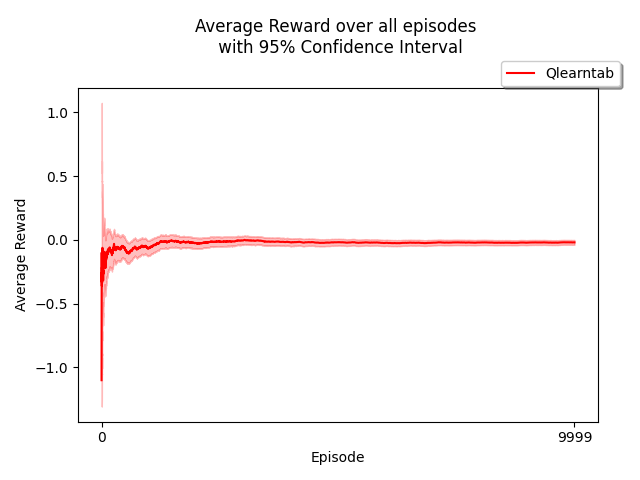 Average Reward over all episodes
with 95% Confidence Interval
Qlearntab
1.0
0.5
0.0
−0.5
−1.0
Average Reward
0
9999
Episode